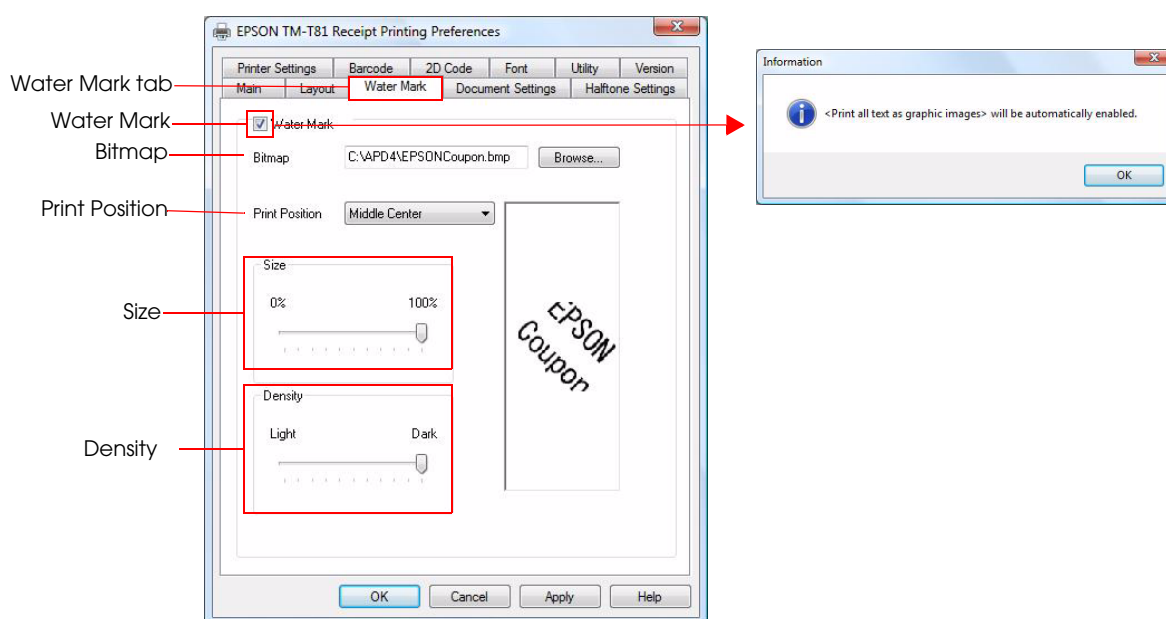 EPSON TM-T81 Receipt Printing Preferences
Printer Settings Barcode 2D Code Font Utility Version
Main Layout Water Mark Document Settings Halftone Settings
Water Mark tab
Water Mark
Water Mark
Bitmap
Bitmap C:\APD4\EPSONCoupon.bmp Browse...
Print Position
Print Position Middle Center
Size
Size
0% 100%
EPSON
Coupon
Density
Density
Light Dark
OK Cancel Apply Help
Information
<Print all text as graphic images> will be automatically enabled.
OK